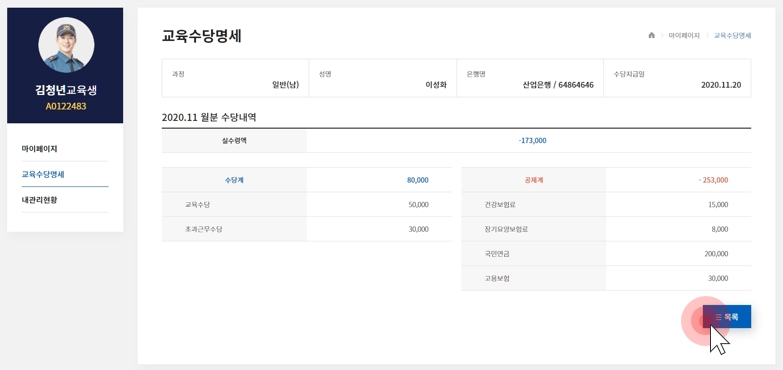 김청년교육생
A0122483
마이페이지
교육수당명세
내관리현황
교육수당명세
마이페이지 교육수당명세
과정 성명 은행명 수당지급일
일반(남) 이성화 산업은행 / 64864646 2020.11.20
2020.11 월분 수당내역
실수령액 -173,000
수당계 80,000
교육수당 50,000
초과근무수당 30,000
공제계 - 253,000
건강보험료 15,000
장기요양보험료 8,000
국민연금 200,000
고용보험 30,000
목록